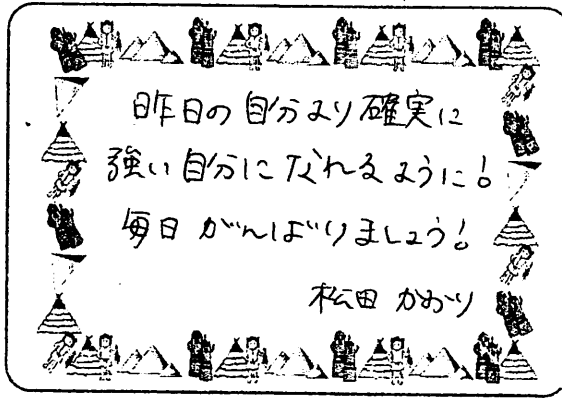 昨日の自分より確実に
強い自分になれるように！
毎日がんばりましょう！
松田 かおり